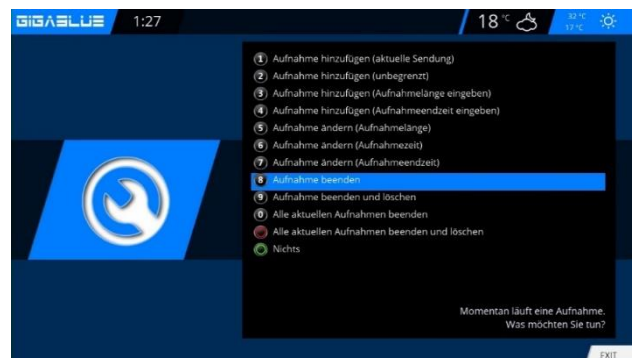 GIGABLUE 1:27 18 °C 32 °C
17 °C
1 Aufnahme hinzufügen (aktuelle Sendung)
2 Aufnahme hinzufügen (unbegrenzt)
3 Aufnahme hinzufügen (Aufnahmelänge eingeben)
4 Aufnahme hinzufügen (Aufnahmeendzeit eingeben)
5 Aufnahme ändern (Aufnahmelänge)
6 Aufnahme ändern (Aufnahmezeit)
7 Aufnahme ändern (Aufnahmeendzeit)
8 Aufnahme beenden
9 Aufnahme beenden und löschen
0 Alle aktuellen Aufnahmen beenden
Alle aktuellen Aufnahmen beenden und löschen
Nichts
Momentan läuft eine Aufnahme.
Was möchten Sie tun?
EXIT